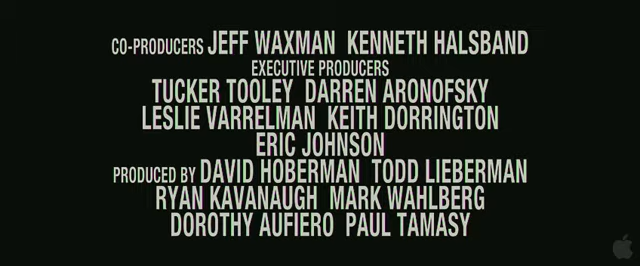 CO-PRODUCERS JEFF WAXMAN KENNETH HALSBAND
EXECUTIVE PRODUCERS
TUCKER TOOLEY DARREN ARONOFSKY
LESLIE VARRELMAN KEITH DORRINGTON
ERIC JOHNSON
PRODUCED BY DAVID HOBERMAN TODD LIEBERMAN
RYAN KAVANAUGH MARK WAHLBERG
DOROTHY AUFIERO PAUL TAMASY